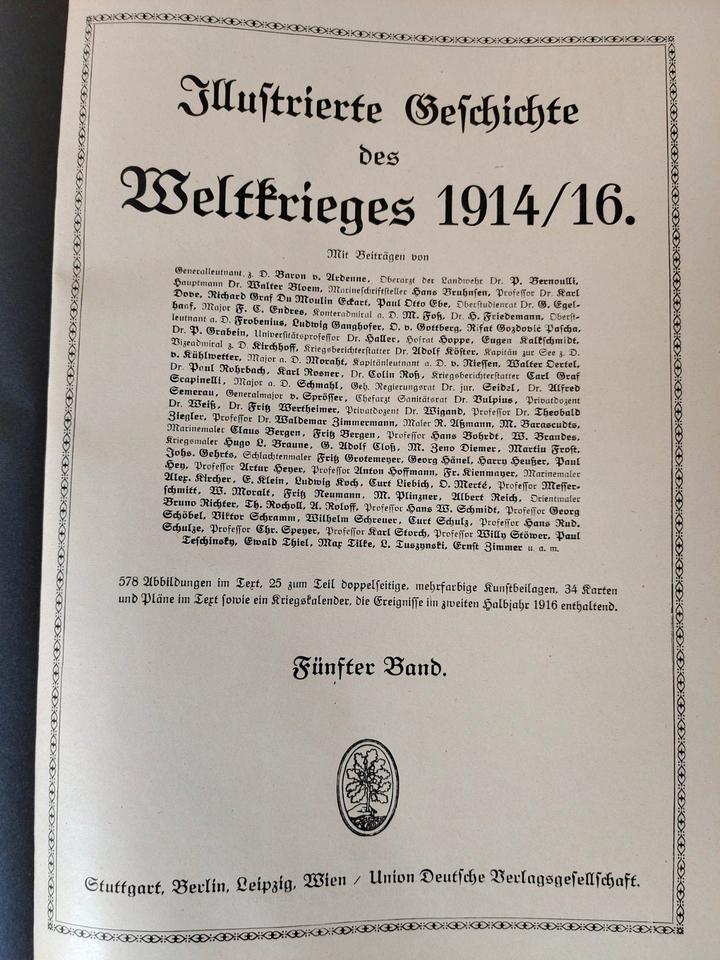 Illustrierte Geschichte
des
Weltkrieges 1914/16.
Mit Beiträgen von
Generalleutnant z. D. Baron v. Ardenne, Oberarzt der Landwehr Dr. P. Bernoulli,
Hauptmann Dr. Walter Bloem, Marineschriftsteller Hans Bruhnsen, Professor Dr. Karl
Dove, Richard Graf Du Moulin Eckart, Paul Otto Ebe, Oberstudienrat Dr. G. Egel-
haaf, Major F. C. Endres, Konteradmiral a. D. M. Foß, Dr. H. Friedemann, Oberst-
leutnant a. D. Frobenius, Ludwig Ganghofer, O. v. Gottberg, Rifat Gozdović Pascha,
Dr. P. Grabein, Universitätsprofessor Dr. Haller, Hofrat Hoppe, Eugen Kalkschmidt,
Vizeadmiral z. D. Kirchhoff, Kriegsberichterstatter Dr. Adolf Köster, Kapitän zur See z. D.
v. Kühlwetter, Major a. D. Moraht, Kapitänleutnant a. D. v. Niessen, Walter Oertel,
Dr. Paul Rohrbach, Karl Rosner, Dr. Colin Roß, Kriegsberichterstatter Carl Graf
Scapinelli, Major a. D. Schmahl, Geh. Regierungsrat Dr. jur. Seidel, Dr. Alfred
Semerau, Generalmajor v. Sprösser, Chefarzt Sanitätsrat Dr. Vulpius, Privatdozent
Dr. Weiß, Dr. Fritz Wertheimer, Privatdozent Dr. Wigand, Professor Dr. Theobald
Ziegler, Professor Dr. Waldemar Zimmermann, Maler R. Aßmann, M. Barascudts,
Marinemaler Claus Bergen, Fritz Bergen, Professor Hans Bohrdt, W. Brandes,
Kriegsmaler Hugo L. Braune, G. Adolf Cloß, M. Zeno Diemer, Martin Frost,
Johs. Gehrts, Schlachtenmaler Fritz Grotemeyer, Georg Hänel, Harry Heußer, Paul
Hey, Professor Artur Heyer, Professor Anton Hoffmann, Fr. Kienmayer, Marinemaler
Alex. Kircher, E. Klein, Ludwig Koch, Curt Liebich, O. Merté, Professor Messer-
schmitt, W. Moralt, Fritz Neumann, M. Plinzner, Albert Reich, Orientmaler
Bruno Richter, Th. Rocholl, A. Roloff, Professor Hans W. Schmidt, Professor Georg
Schöbel, Viktor Schramm, Wilhelm Schreuer, Curt Schulz, Professor Hans Rud.
Schulze, Professor Chr. Speyer, Professor Karl Storch, Professor Willy Stöwer, Paul
Teschinsky, Ewald Thiel, Max Tilke, L. Tuszynski, Ernst Zimmer u. a. m.
578 Abbildungen im Text, 25 zum Teil doppelseitige, mehrfarbige Kunstbeilagen, 34 Karten
und Pläne im Text sowie ein Kriegskalender, die Ereignisse im zweiten Halbjahr 1916 enthaltend.
Fünfter Band.
Stuttgart, Berlin, Leipzig, Wien / Union Deutsche Verlagsgesellschaft.